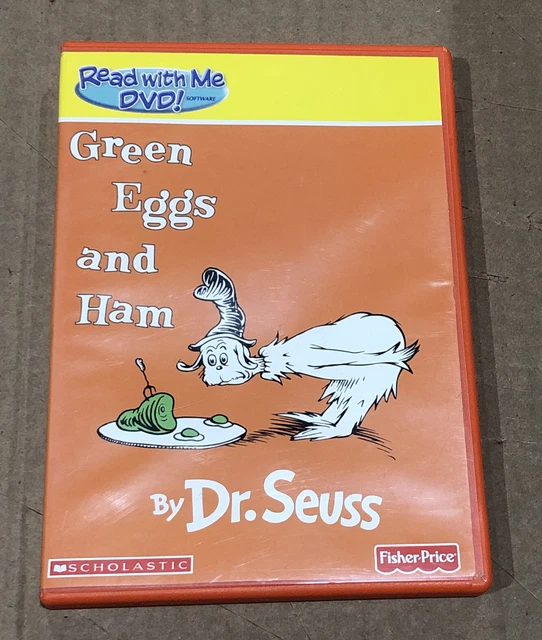 Read with Me
DVD! SOFTWARE
Green
Eggs
and
Ham
By Dr. Seuss
SCHOLASTIC
Fisher-Price